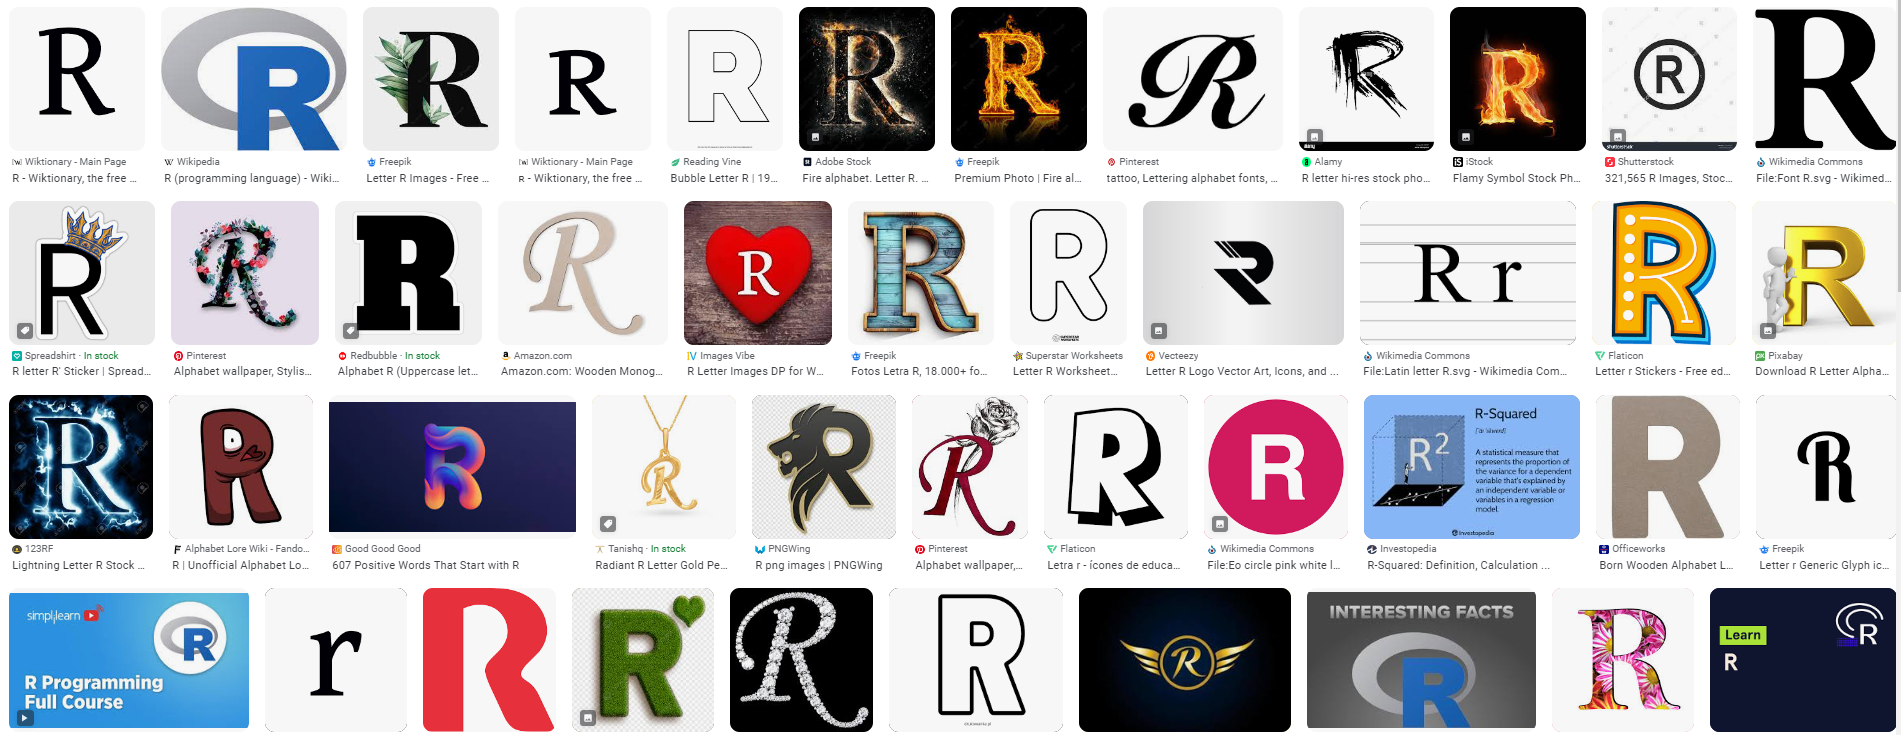 R
R
R
R
R
R
R
R
R
R
R
R
Wiktionary - Main Page
R - Wiktionary, the free ...
Wikipedia
R (programming language) - Wiki...
Freepik
Letter R Images - Free ...
Wiktionary - Main Page
R - Wiktionary, the free ...
Reading Vine
Bubble Letter R | 19...
Adobe Stock
Fire alphabet. Letter R. ...
Freepik
Premium Photo | Fire al...
Pinterest
tattoo, Lettering alphabet fonts, ...
alamy
Alamy
R letter hi-res stock pho...
iStock
Flamy Symbol Stock Ph...
shutterstock
Shutterstock
321,565 R Images, Stoc...
Wikimedia Commons
File:Font R.svg - Wikimed...
R
R
R
R
R
R
R
R
R r
R
R
Spreadshirt · In stock
R letter R' Sticker | Spread...
Pinterest
Alphabet wallpaper, Stylis...
Redbubble · In stock
Alphabet R (Uppercase let...
Amazon.com
Amazon.com: Wooden Monog...
Images Vibe
R Letter Images DP for W...
Freepik
Fotos Letra R, 18.000+ fo...
Superstar Worksheets
Letter R Worksheet...
Vecteezy
Letter R Logo Vector Art, Icons, and ...
Wikimedia Commons
File:Latin letter R.svg - Wikimedia Com...
Flaticon
Letter r Stickers - Free ed...
Pixabay
Download R Letter Alpha...
R
R
R
R
R
R
R
R
R-Squared
R²
A statistical measure that
represents the proportion of
the variance for a dependent
variable that's explained by
an independent variable or
variables in a regression
model.
Investopedia
R
R
123RF
Lightning Letter R Stock ...
Alphabet Lore Wiki - Fando...
R | Unofficial Alphabet Lo...
Good Good Good
607 Positive Words That Start with R
Tanishq · In stock
Radiant R Letter Gold Pe...
PNGWing
R png images | PNGWing
Pinterest
Alphabet wallpaper,...
Flaticon
Letra r - ícones de educa...
Wikimedia Commons
File:Eo circle pink white l...
Investopedia
R-Squared: Definition, Calculation ...
Officeworks
Born Wooden Alphabet L...
Freepik
Letter r Generic Glyph ic...
simplilearn
R
R Programming
Full Course
r
R
R
R
R
R
INTERESTING FACTS
R
R
Learn
R
R